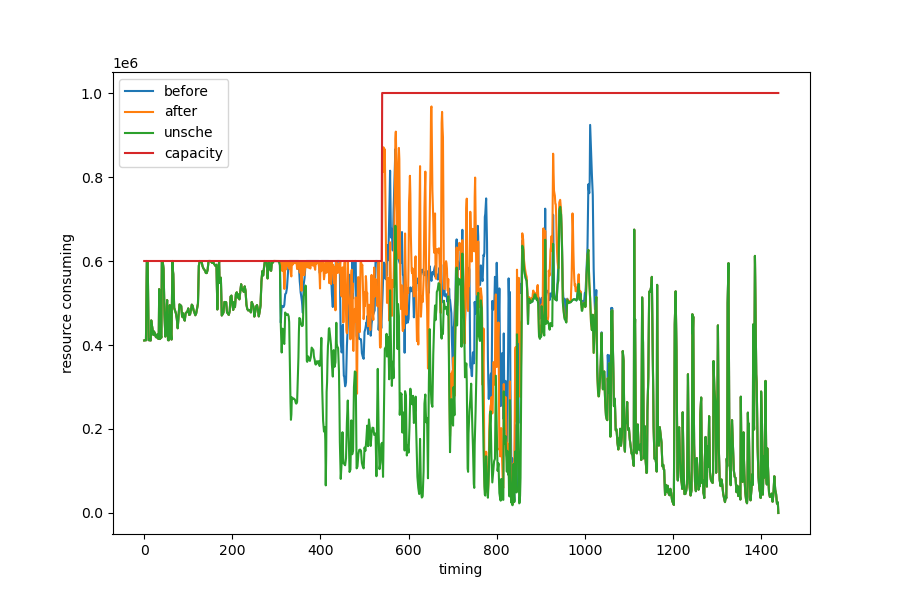 1e6
before
after
unsche
capacity
1.0
0.8
0.6
0.4
0.2
0.0
resource consuming
0 200 400 600 800 1000 1200 1400
timing